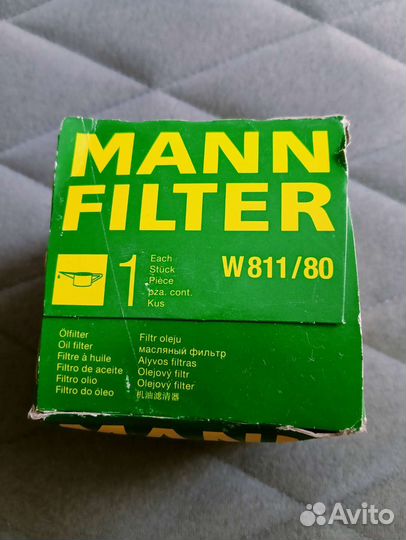 MANN
FILTER
1
Each
Stück
Pièce
pza. cont.
Kus
W 811/80
Ölfilter
Oil filter
Filtre à huile
Filtro de aceite
Filtro olio
Filtro do óleo
Filtr oleju
масляный фильтр
Alyvos filtras
Olejový filtr
Olejový filter
机油滤清器
MANN
Avito